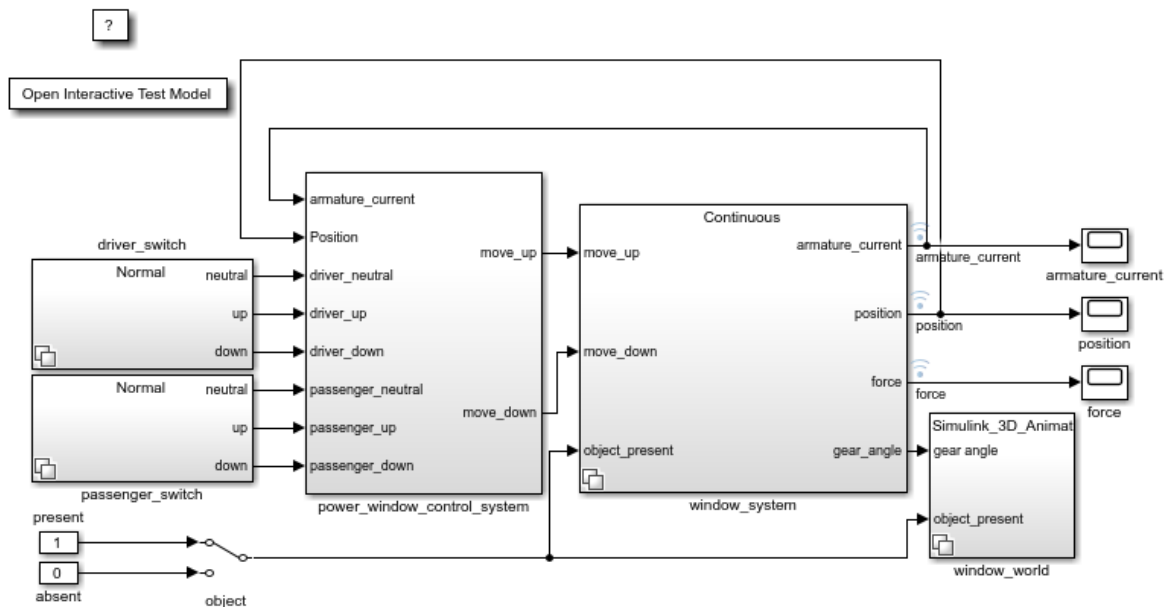 ?
Open Interactive Test Model
driver_switch
Normal
neutral
up
down
Normal
neutral
up
down
passenger_switch
present
1
0
absent
object
armature_current
Position
driver_neutral
driver_up
driver_down
passenger_neutral
passenger_up
passenger_down
move_up
move_down
power_window_control_system
Continuous
move_up
move_down
object_present
armature_current
position
force
gear_angle
window_system
armature_current
position
force
armature_current
position
force
Simulink_3D_Animat
gear angle
object_present
window_world